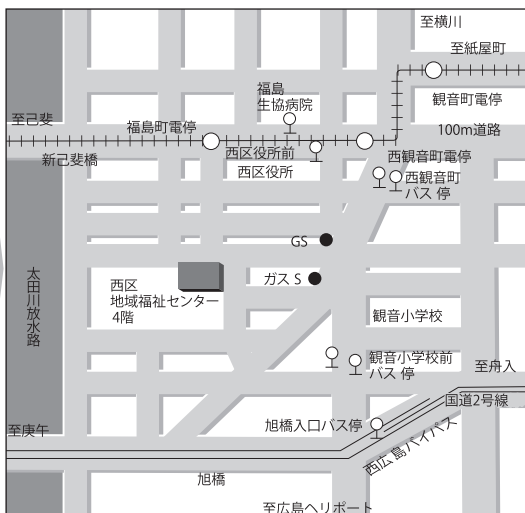 至横川
至紙屋町
福島
生協病院
観音町電停
至己斐
福島町電停
100m道路
新己斐橋
西区役所前
西観音町電停
西区役所
西観音町
バス 停
GS
太田川放水路
ガス S
西区
地域福祉センター
4階
観音小学校
観音小学校前
バス 停
至舟入
国道2号線
旭橋入口バス停
至庚午
西広島バイパス
旭橋
至広島ヘリポート